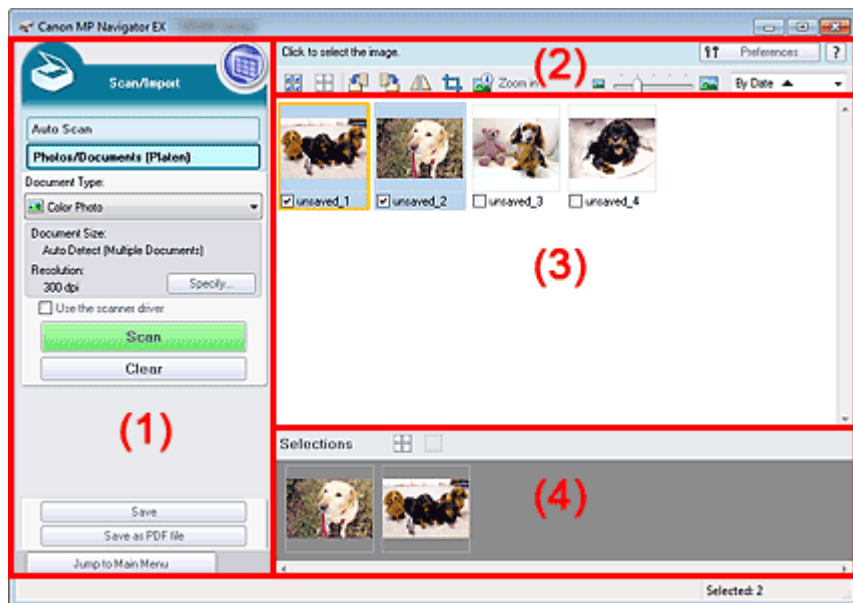 Canon MP Navigator EX
Click to select the image.
Preferences
?
(2)
Scan/Import
Zoom in
By Date
Auto Scan
Photos/Documents (Platen)
Document Type:
Color Photo
Document Size:
Auto Detect (Multiple Documents)
Resolution:
300 dpi
Specify...
Use the scanner driver
Scan
Clear
(1)
Save
Save as PDF file
Jump to Main Menu
unsaved_1
unsaved_2
unsaved_3
unsaved_4
(3)
Selections
(4)
Selected: 2